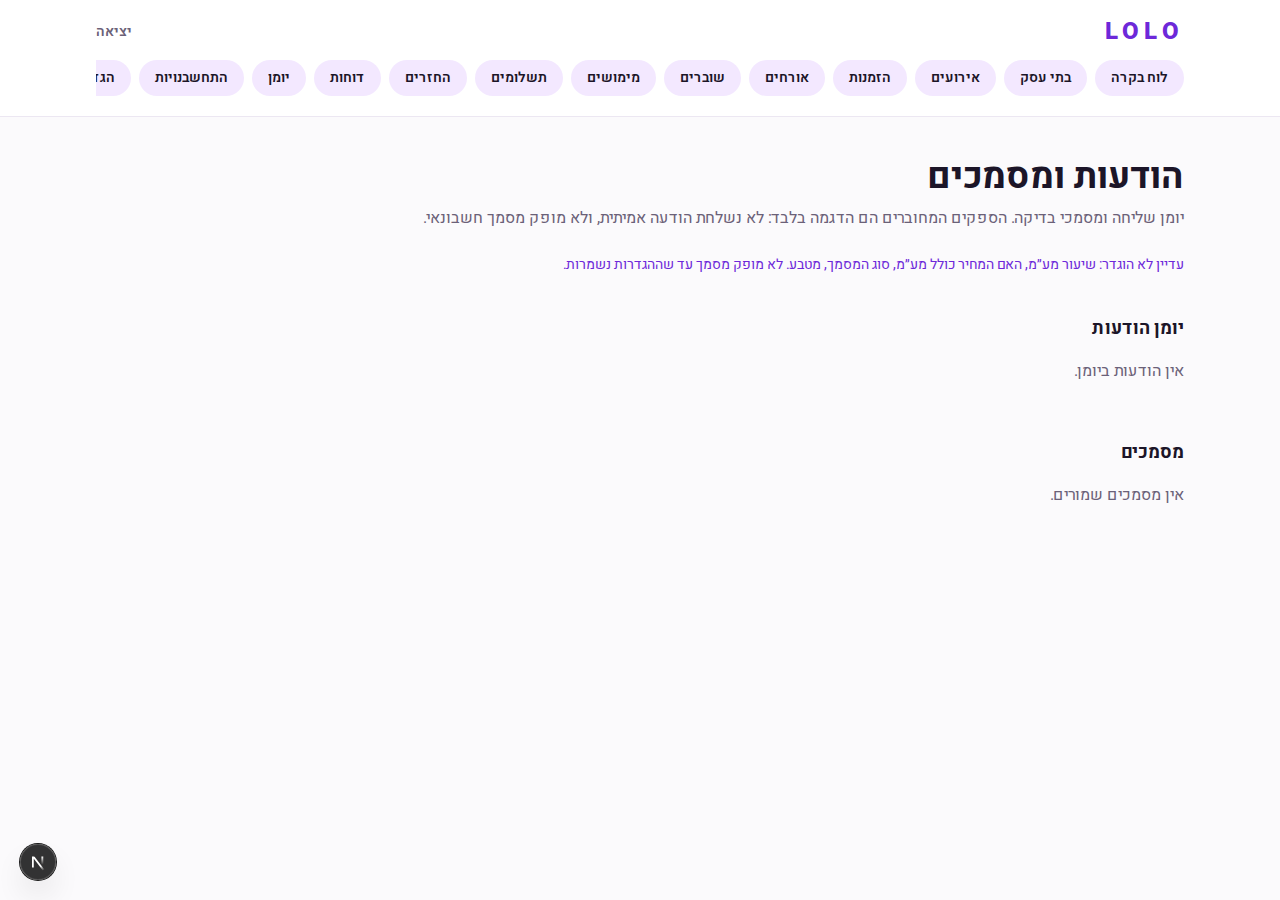 LOLO
יציאה
לוח בקרה
בתי עסק
אירועים
הזמנות
אורחים
שוברים
מימושים
תשלומים
החזרים
דוחות
יומן
התחשבנויות
הודעות ומסמכים
יומן שליחה ומסמכי בדיקה. הספקים המחוברים הם הדגמה בלבד: לא נשלחת הודעה אמיתית, ולא מופק מסמך חשבונאי.
עדיין לא הוגדר: שיעור מע״מ, האם המחיר כולל מע״מ, סוג המסמך, מטבע. לא מופק מסמך עד שההגדרות נשמרות.
יומן הודעות
אין הודעות ביומן.
מסמכים
אין מסמכים שמורים.